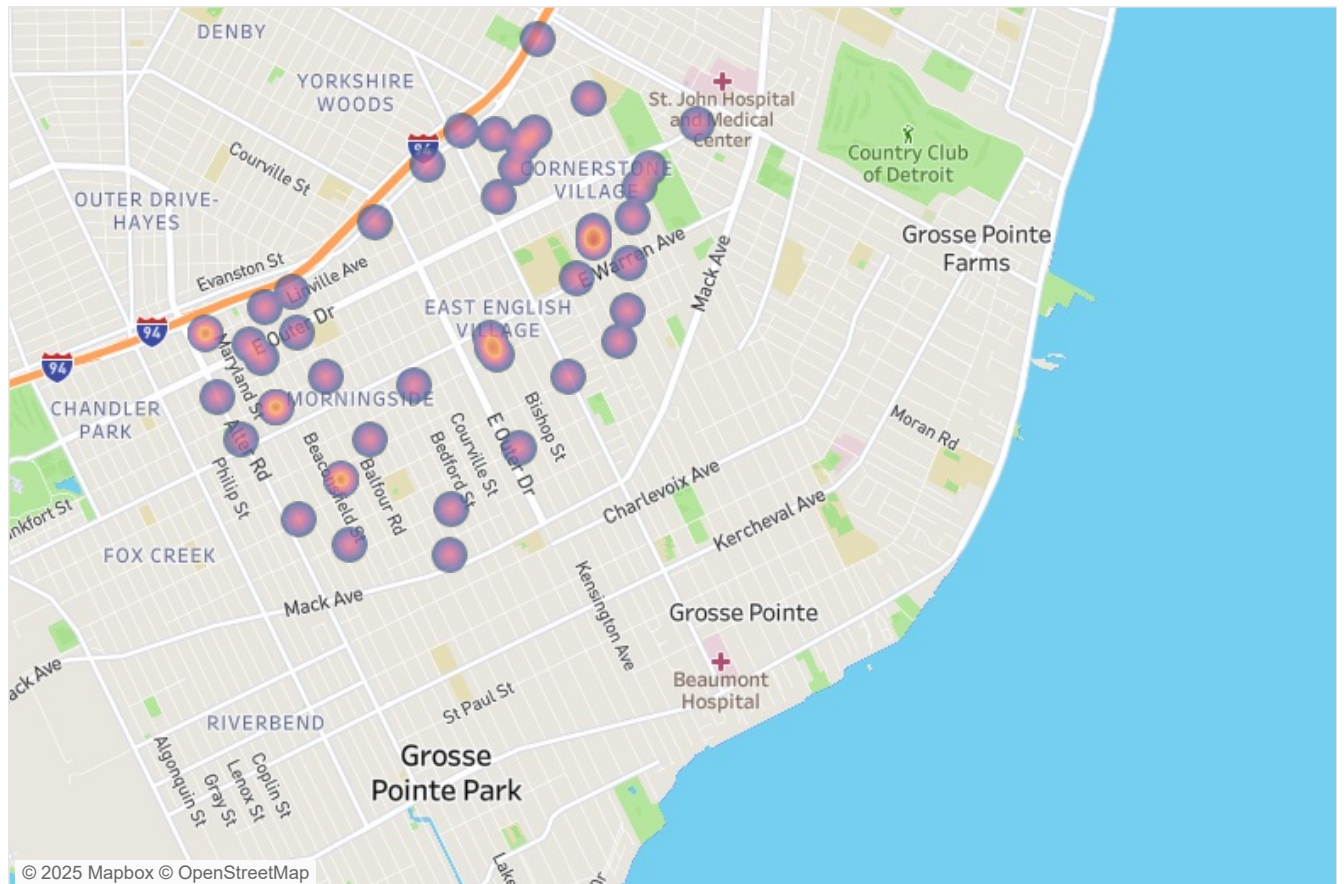 DENBY
YORKSHIRE
WOODS
St. John Hospital
and Medical
Center
94
Courville St
CORNERSTONE
VILLAGE
Country Club
of Detroit
OUTER DRIVE-
HAYES
Grosse Pointe
Farms
E Warren Ave
Mack Ave
Evanston St
Linville Ave
EAST ENGLISH
VILLAGE
E Outer Dr
94
94
Maryland St
CHANDLER
PARK
MORNINGSIDE
Bishop St
E Outer Dr
Moran Rd
Alter Rd
Courville St
Bedford St
Beaconsfield St
Balfour Rd
Philip St
Charlevoix Ave
Kercheval Ave
nkfort St
FOX CREEK
Mack Ave
Kensington Ave
Grosse Pointe
ack Ave
Beaumont
Hospital
St Paul St
RIVERBEND
Grosse
Pointe Park
Algonquin St
Gray St
Lenox St
Coplin St
Lake
Dr
© 2025 Mapbox © OpenStreetMap